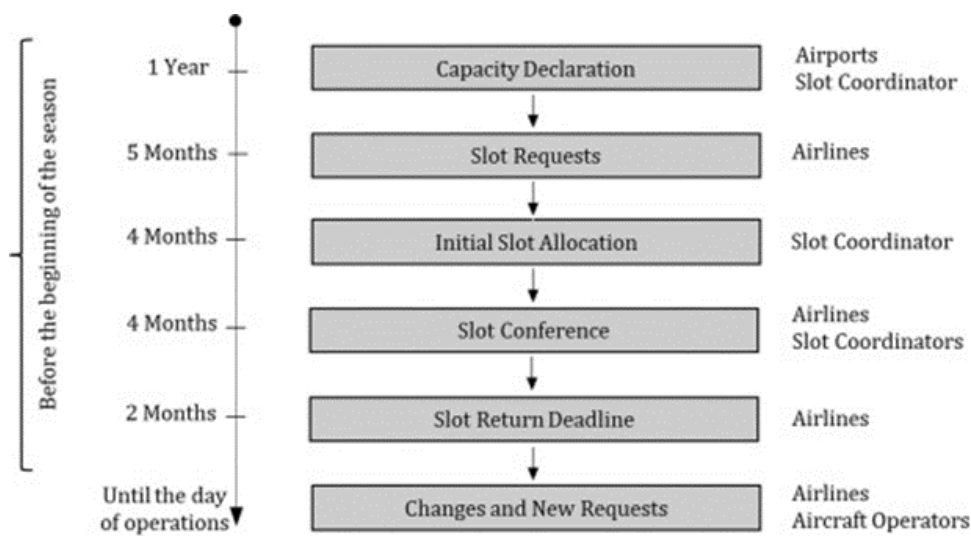 Before the beginning of the season
1 Year
Capacity Declaration
Airports
Slot Coordinator
5 Months
Slot Requests
Airlines
4 Months
Initial Slot Allocation
Slot Coordinator
4 Months
Slot Conference
Airlines
Slot Coordinators
2 Months
Slot Return Deadline
Airlines
Until the day
of operations
Changes and New Requests
Airlines
Aircraft Operators